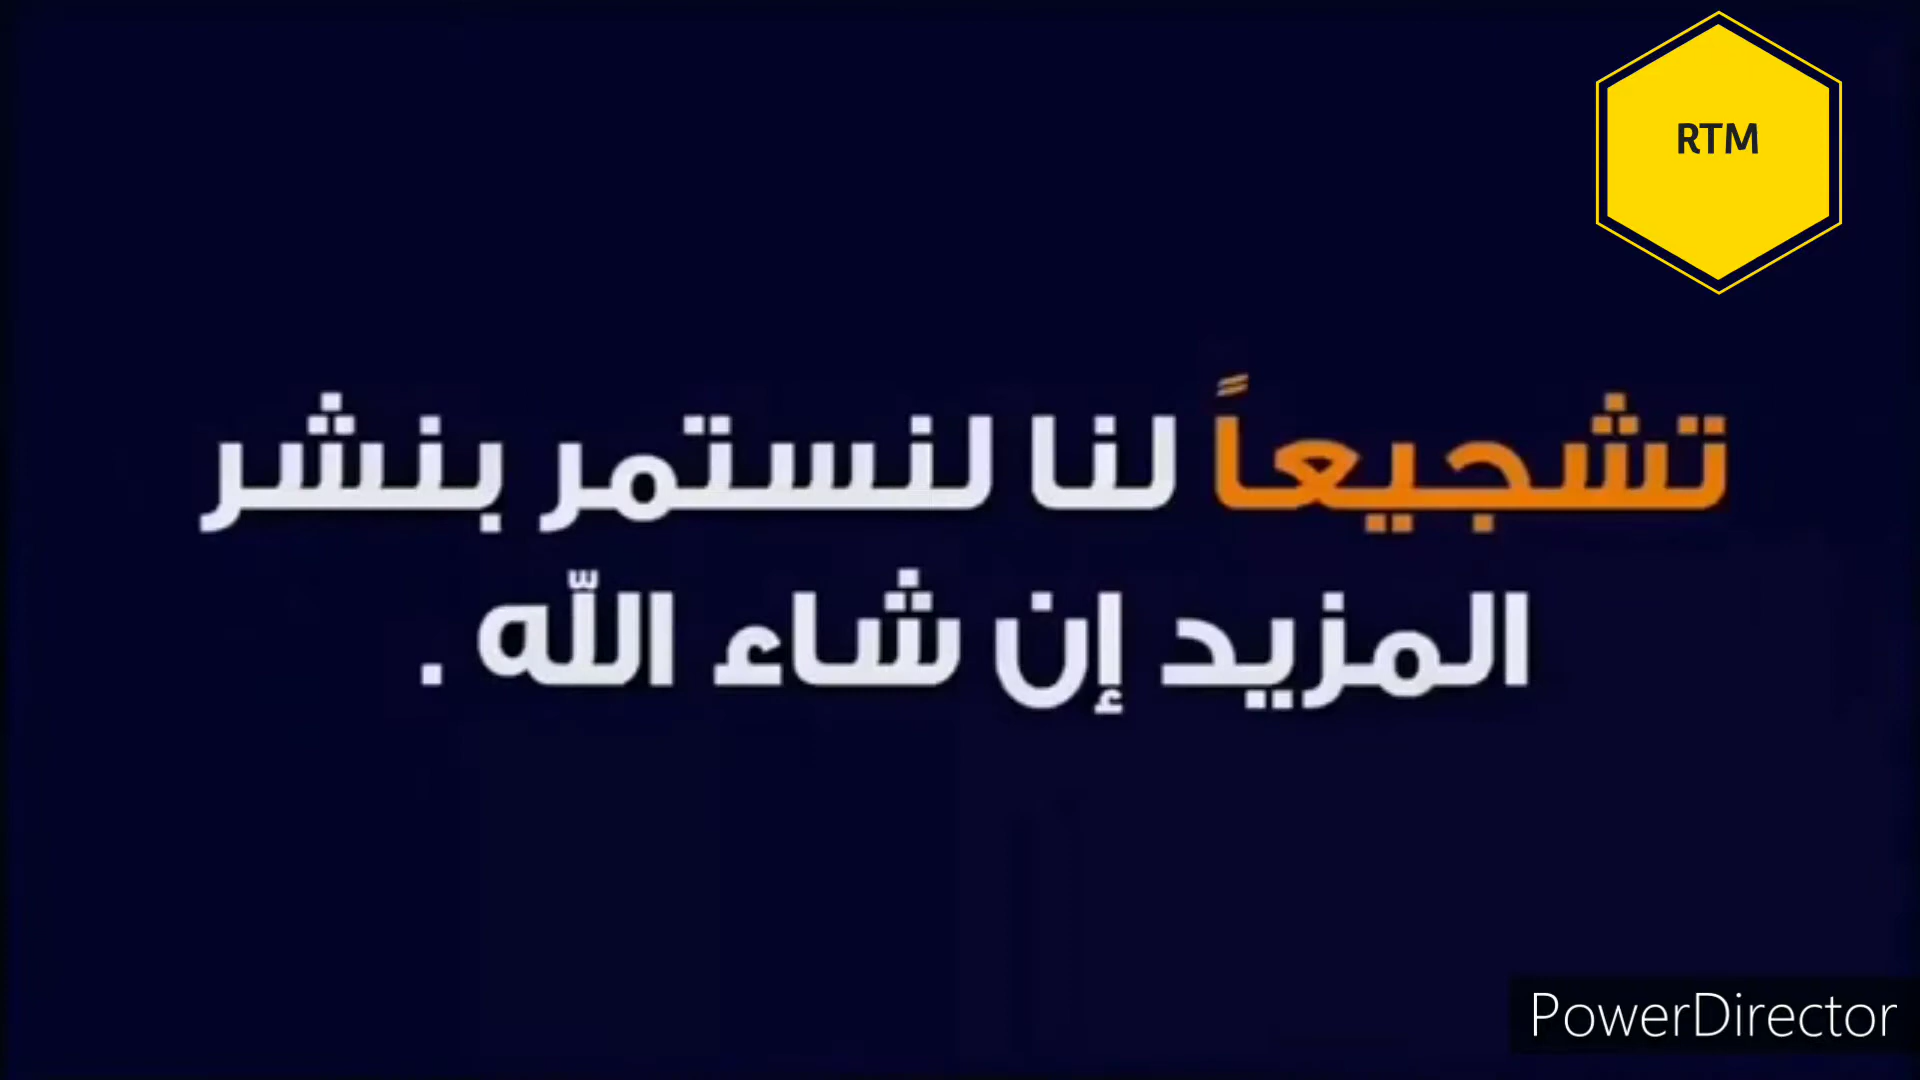 RTM
تشجيعاً لنا لنستمر بنشر
المزيد إن شاء اللّه .
PowerDirector